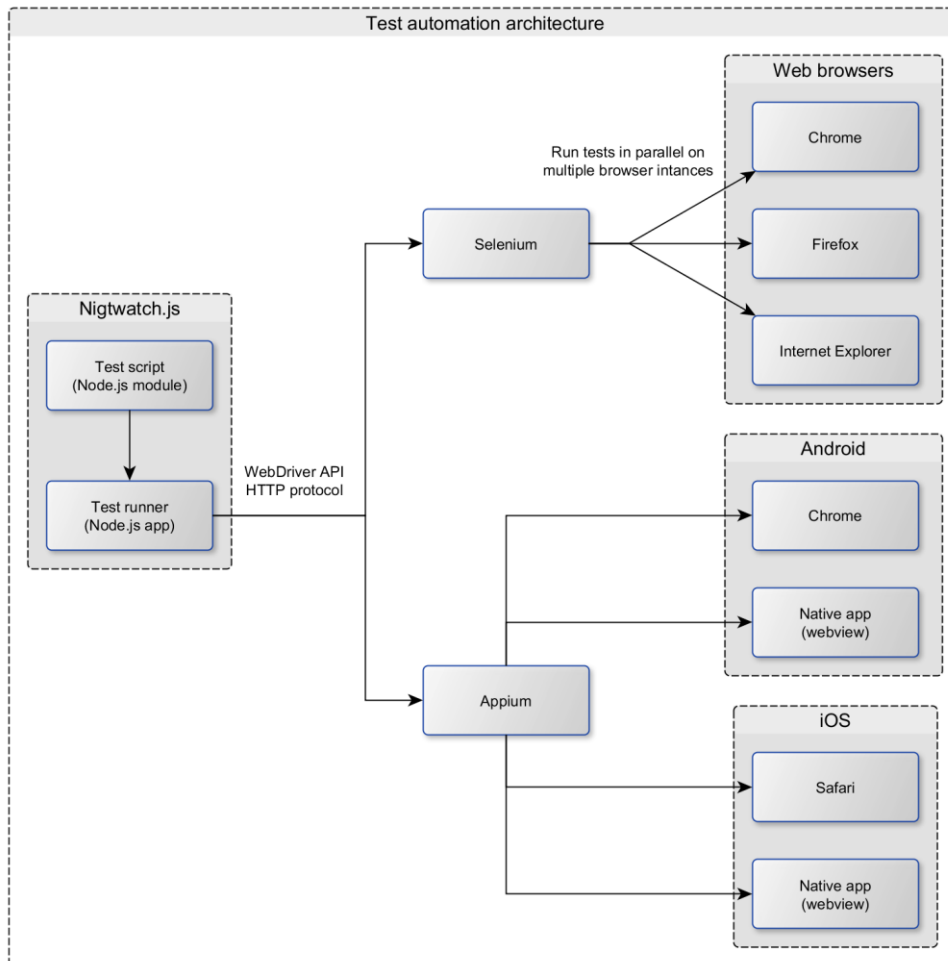 Test automation architecture
Web browsers
Chrome
Run tests in parallel on
multiple browser intances
Selenium
Firefox
Internet Explorer
Nigtwatch.js
Test script
(Node.js module)
WebDriver API
HTTP protocol
Test runner
(Node.js app)
Android
Chrome
Native app
(webview)
Appium
iOS
Safari
Native app
(webview)